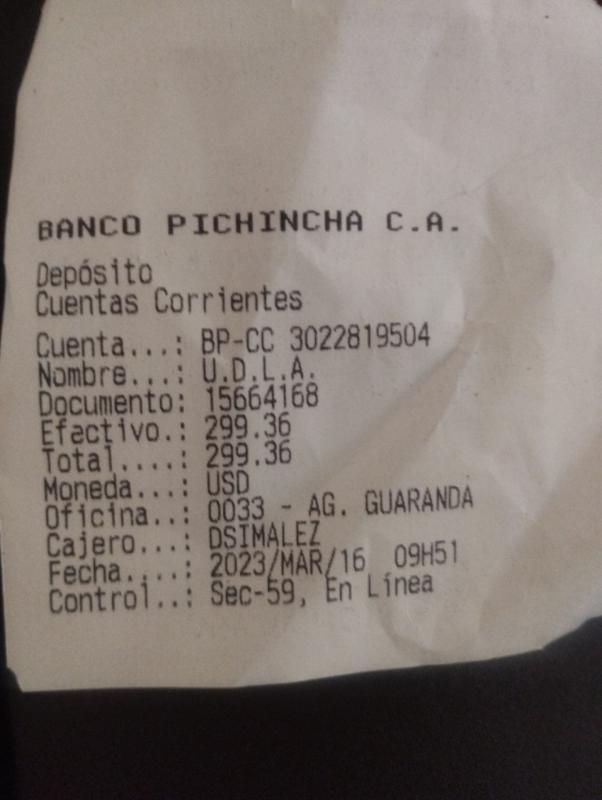 BANCO PICHINCHA C.A.
Depósito
Cuentas Corrientes
Cuenta...: BP-CC 3022819504
Nombre...: U.D.L.A.
Documento: 15664168
Efectivo.: 299.36
Total....: 299.36
Moneda...: USD
Oficina..: 0033 - AG. GUARANDA
Cajero...: DSIMALEZ
Fecha....: 2023/MAR/16 09H51
Control..: Sec-59, En Línea